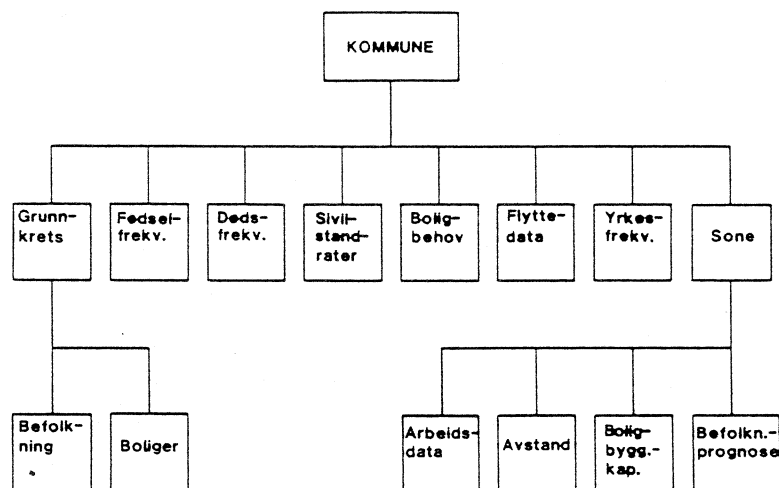 KOMMUNE
Grunn-
krets
Fødsel-
frekv.
Døds-
frekv.
Sivil-
stand-
rater
Bolig-
behov
Flytte-
data
Yrkes-
frekv.
Sone
Befolk-
ning
Boliger
Arbeids-
data
Avstand
Bolig-
bygg.-
kap.
Befolkn.-
prognose